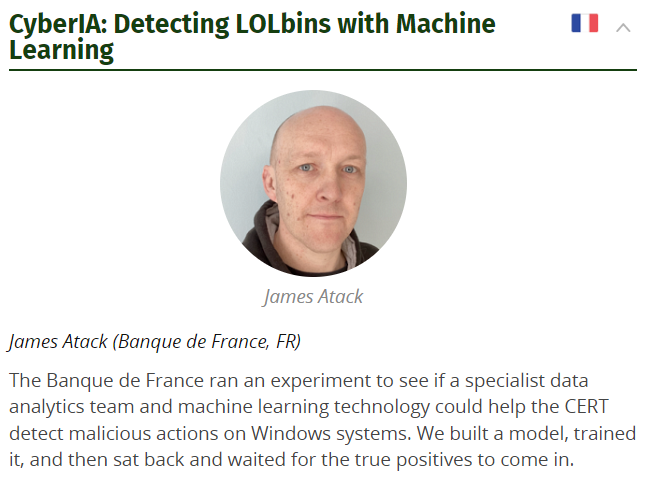 CyberIA: Detecting LOLbins with Machine
Learning
James Atack
James Atack (Banque de France, FR)
The Banque de France ran an experiment to see if a specialist data
analytics team and machine learning technology could help the CERT
detect malicious actions on Windows systems. We built a model, trained
it, and then sat back and waited for the true positives to come in.